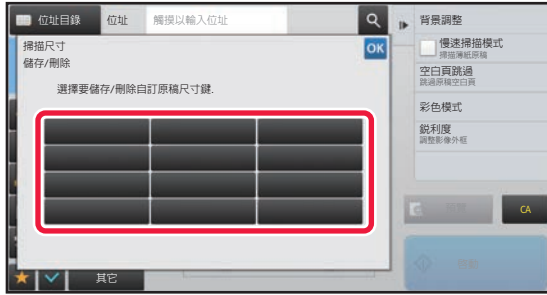 位址目錄
位址
觸摸以輸入位址
掃描尺寸
OK
儲存/刪除
選擇要儲存/刪除自訂原稿尺寸鍵.
其它
背景調整
慢速掃描模式
掃描薄紙原稿
空白頁跳過
跳過原稿空白頁
彩色模式
銳利度
調整影像外框
CA